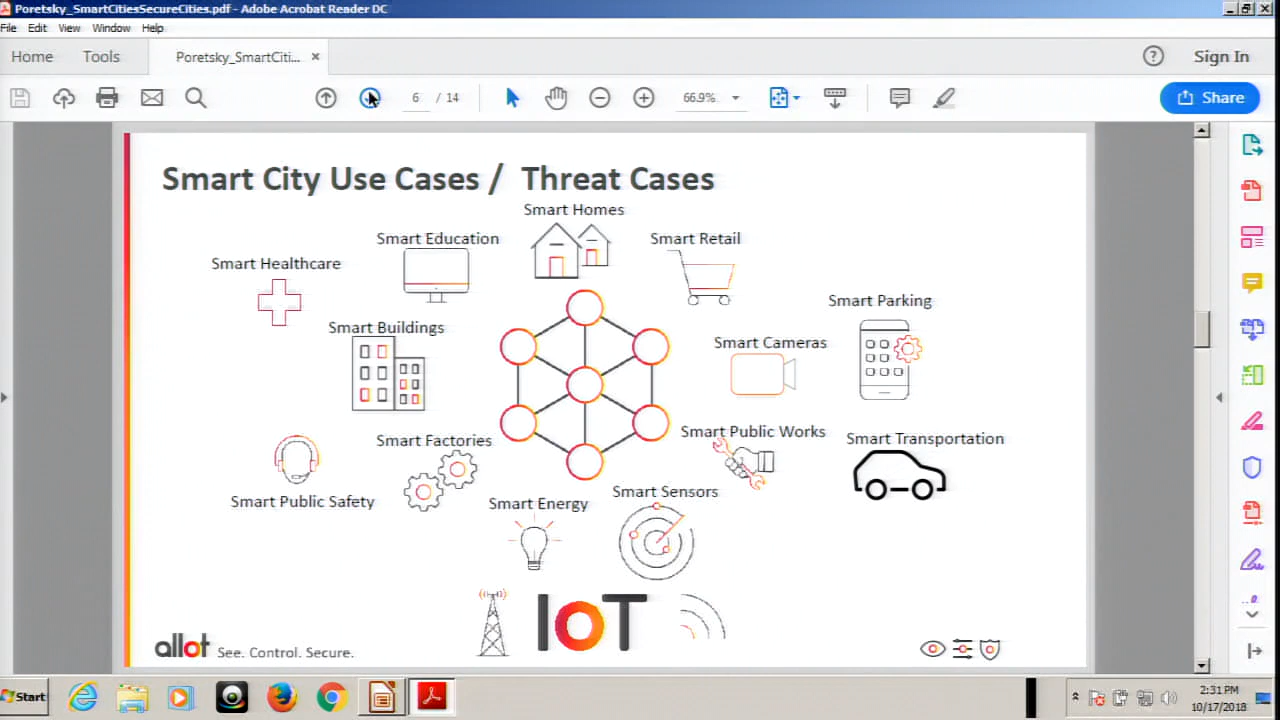 Poretsky_SmartCitiesSecureCities.pdf - Adobe Acrobat Reader DC
File Edit View Window Help
Home Tools Poretsky_SmartCiti... × Sign In
6 / 14 66.9% Share
Smart City Use Cases / Threat Cases
Smart Homes
Smart Education Smart Retail
Smart Healthcare
Smart Parking
Smart Buildings
Smart Cameras
Smart Public Works
Smart Factories Smart Transportation
Smart Sensors
Smart Public Safety Smart Energy
IoT
allot See. Control. Secure.
Start 2:31 PM
10/17/2018